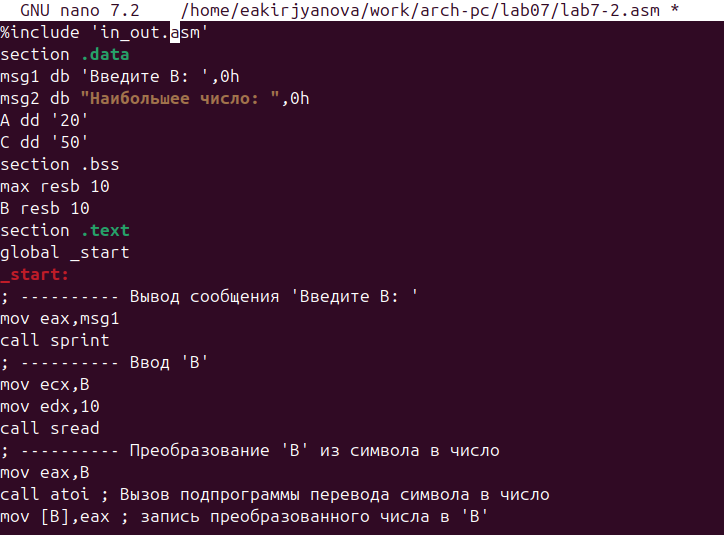 GNU nano 7.2 /home/eakirjyanova/work/arch-pc/lab07/lab7-2.asm *
%include 'in_out.asm'
section .data
msg1 db 'Введите B: ',0h
msg2 db "Наибольшее число: ",0h
A dd '20'
C dd '50'
section .bss
max resb 10
B resb 10
section .text
global _start
_start:
; ---------- Вывод сообщения 'Введите B: '
mov eax,msg1
call sprint
; ---------- Ввод 'B'
mov ecx,B
mov edx,10
call sread
; ---------- Преобразование 'B' из символа в число
mov eax,B
call atoi ; Вызов подпрограммы перевода символа в число
mov [B],eax ; запись преобразованного числа в 'B'